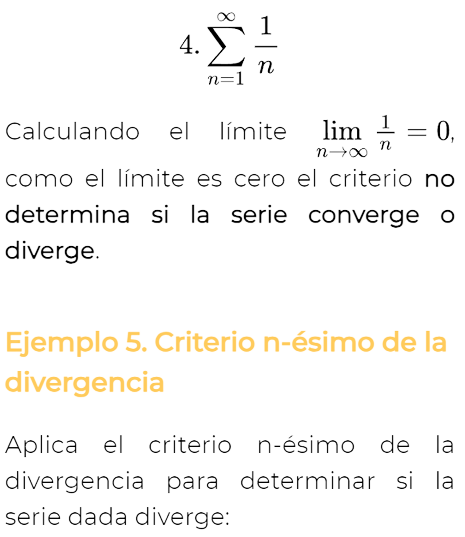 4. \sum_{n=1}^{\infty} \frac{1}{n}
Calculando el límite \lim_{n \to \infty} \frac{1}{n} = 0,
como el límite es cero el criterio no
determina si la serie converge o
diverge.
Ejemplo 5. Criterio n-ésimo de la
divergencia
Aplica el criterio n-ésimo de la
divergencia para determinar si la
serie dada diverge: